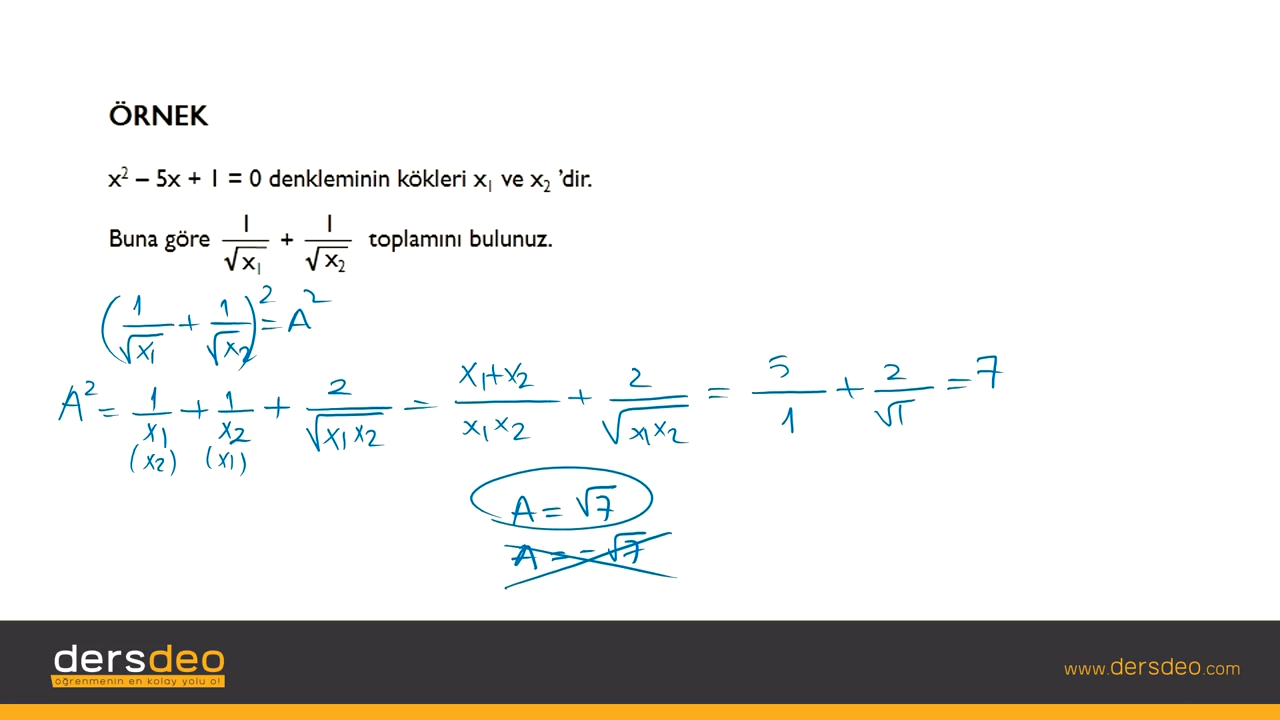 ÖRNEK
x² – 5x + 1 = 0 denkleminin kökleri x₁ ve x₂ 'dir.
Buna göre 1/√x₁ + 1/√x₂ toplamını bulunuz.
(1/√x₁ + 1/√x₂)² = A²
A² = 1/x₁ + 1/x₂ + 2/√x₁x₂ = x₁+x₂/x₁x₂ + 2/√x₁x₂ = 5/1 + 2/√1 = 7
(x₂) (x₁)
A = √7
A = -√7
dersdeo
öğrenmenin en kolay yolu o!
www.dersdeo.com